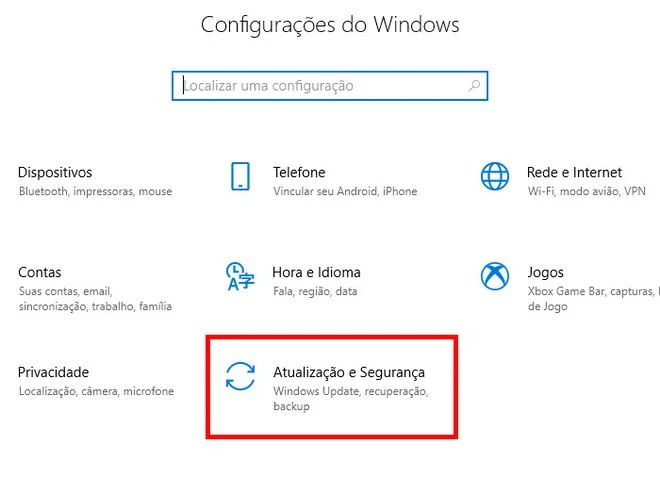 Configurações do Windows
Localizar uma configuração
Dispositivos
Bluetooth, impressoras, mouse
Telefone
Vincular seu Android, iPhone
Rede e Internet
Wi-Fi, modo avião, VPN
Contas
Suas contas, email,
sincronização, trabalho, família
Hora e Idioma
Fala, região, data
Jogos
Xbox Game Bar, capturas,
de Jogo
Privacidade
Localização, câmera, microfone
Atualização e Segurança
Windows Update, recuperação,
backup